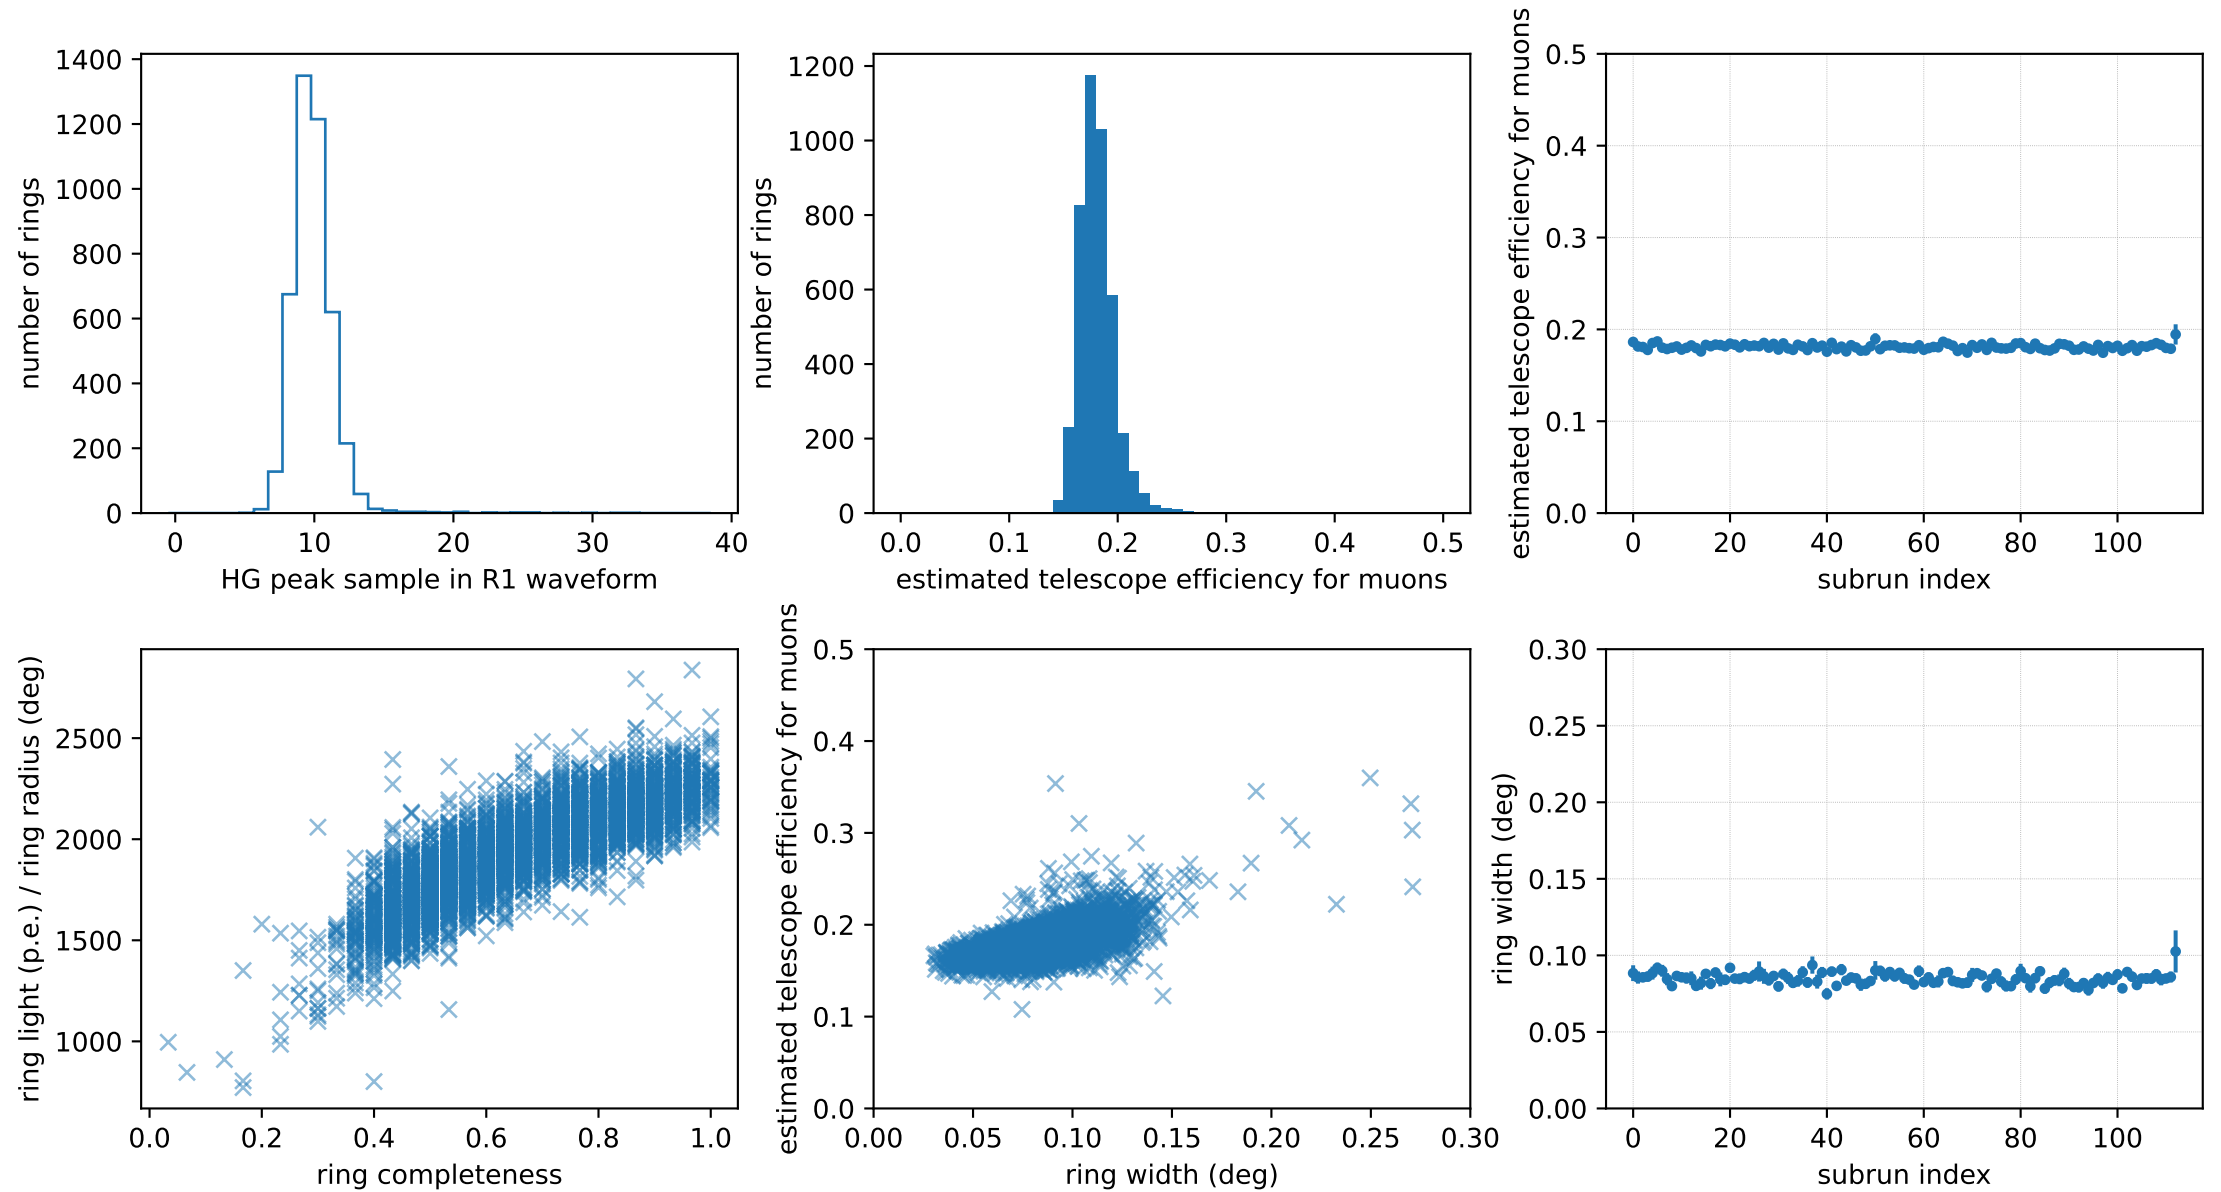 number of rings
1400
1200
1000
800
600
400
200
0
0 10 20 30 40
HG peak sample in R1 waveform
number of rings
1200
1000
800
600
400
200
0
0.0 0.1 0.2 0.3 0.4 0.5
estimated telescope efficiency for muons
estimated telescope efficiency for muons
0.5
0.4
0.3
0.2
0.1
0.0
0 20 40 60 80 100
subrun index
ring light (p.e.) / ring radius (deg)
2500
2000
1500
1000
0.0 0.2 0.4 0.6 0.8 1.0
ring completeness
estimated telescope efficiency for muons
0.5
0.4
0.3
0.2
0.1
0.0
0.00 0.05 0.10 0.15 0.20 0.25 0.30
ring width (deg)
ring width (deg)
0.30
0.25
0.20
0.15
0.10
0.05
0.00
0 20 40 60 80 100
subrun index